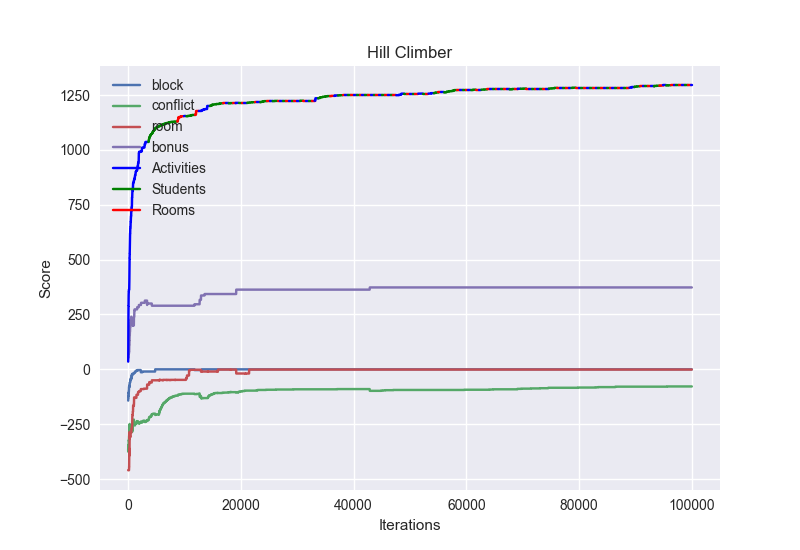 Hill Climber
1250
1000
750
500
250
0
−250
−500
Score
block
conflict
room
bonus
Activities
Students
Rooms
0 20000 40000 60000 80000 100000
Iterations